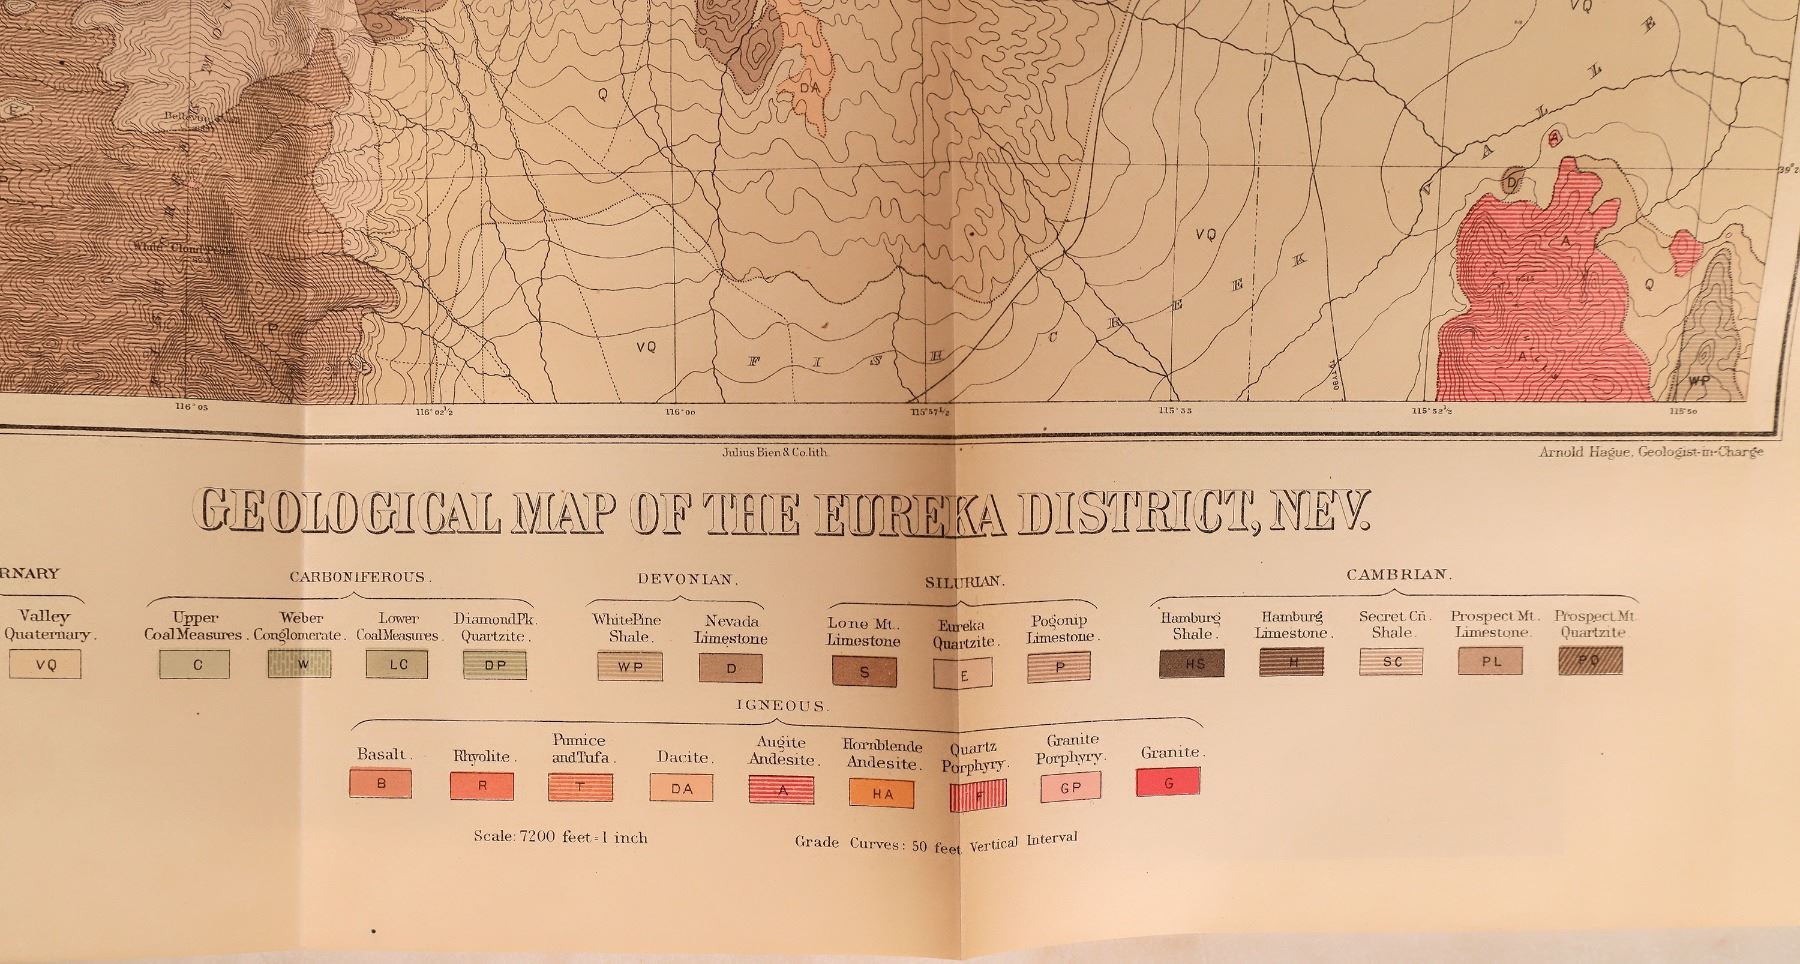 VQ
E
L
L
A
V
Q
DA
A
D
39° 2
VQ
A
Q
C R E E K
VQ
F I S H
P
A
WP
116° 05
116° 02½
116° 00
115° 57½
115° 55
115° 52½
115° 50
Julius Bien & Co. lith.
Arnold Hague, Geologist-in-Charge
GEOLOGICAL MAP OF THE EUREKA DISTRICT, NEV.
RNARY
Valley
Quaternary.
VQ
CARBONIFEROUS.
Upper
Coal Measures.
C
Weber
Conglomerate.
W
Lower
Coal Measures.
LC
Diamond Pk.
Quartzite.
DP
DEVONIAN.
White Pine
Shale.
WP
Nevada
Limestone
D
SILURIAN.
Lone Mt.
Limestone
S
Eureka
Quartzite.
E
Pogonip
Limestone.
P
CAMBRIAN.
Hamburg
Shale.
HS
Hamburg
Limestone.
H
Secret Cñ.
Shale.
SC
Prospect Mt.
Limestone.
PL
Prospect Mt.
Quartzite
PQ
IGNEOUS.
Basalt.
B
Rhyolite.
R
Pumice
and Tufa.
T
Dacite.
DA
Augite
Andesite.
A
Hornblende
Andesite.
HA
Quartz
Porphyry.
F
Granite
Porphyry.
GP
Granite.
G
Scale: 7200 feet = 1 inch
Grade Curves: 50 feet Vertical Interval